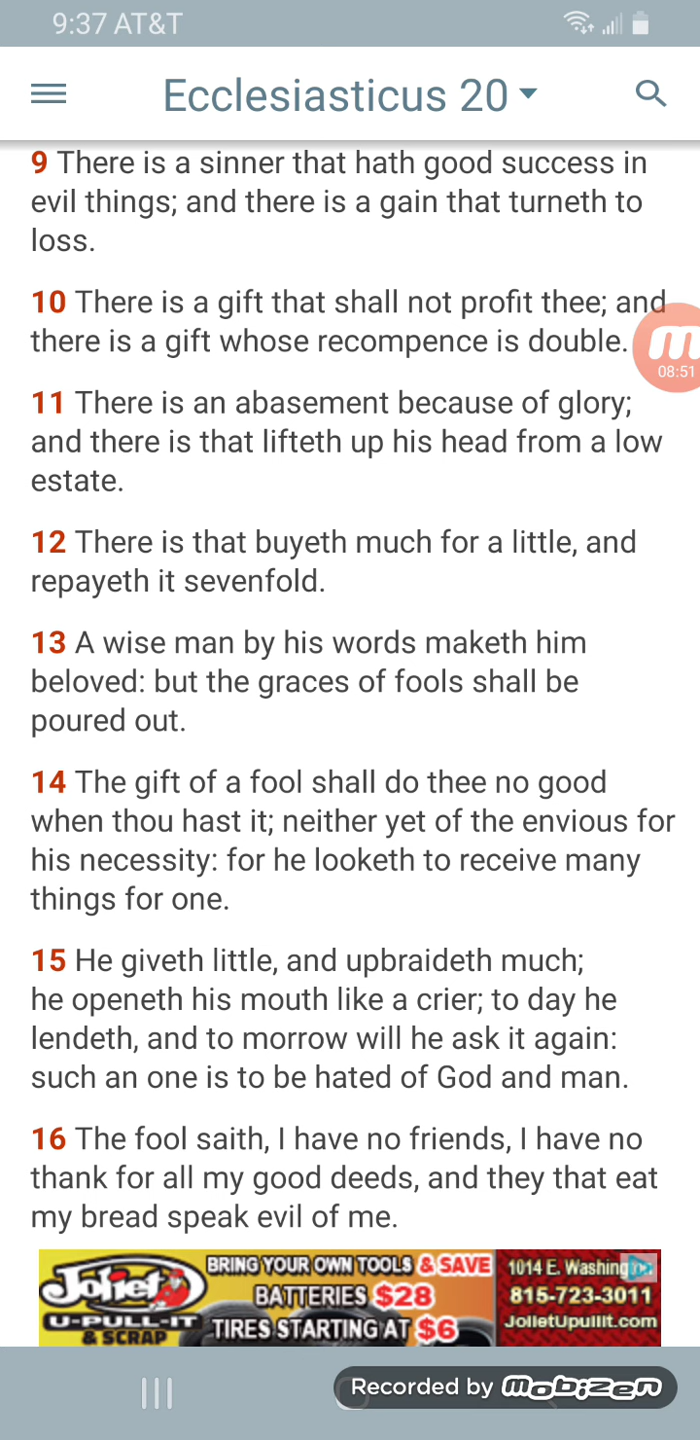 9:37 AT&T
Ecclesiasticus 20
9 There is a sinner that hath good success in
evil things; and there is a gain that turneth to
loss.
10 There is a gift that shall not profit thee; and
there is a gift whose recompence is double.
m
08:51
11 There is an abasement because of glory;
and there is that lifteth up his head from a low
estate.
12 There is that buyeth much for a little, and
repayeth it sevenfold.
13 A wise man by his words maketh him
beloved: but the graces of fools shall be
poured out.
14 The gift of a fool shall do thee no good
when thou hast it; neither yet of the envious for
his necessity: for he looketh to receive many
things for one.
15 He giveth little, and upbraideth much;
he openeth his mouth like a crier; to day he
lendeth, and to morrow will he ask it again:
such an one is to be hated of God and man.
16 The fool saith, I have no friends, I have no
thank for all my good deeds, and they that eat
my bread speak evil of me.
Joliet
U-PULL-IT
& SCRAP
BRING YOUR OWN TOOLS & SAVE
BATTERIES $28
TIRES STARTING AT $6
1014 E. Washing
815-723-3011
JolietUpullit.com
Recorded by mobizen